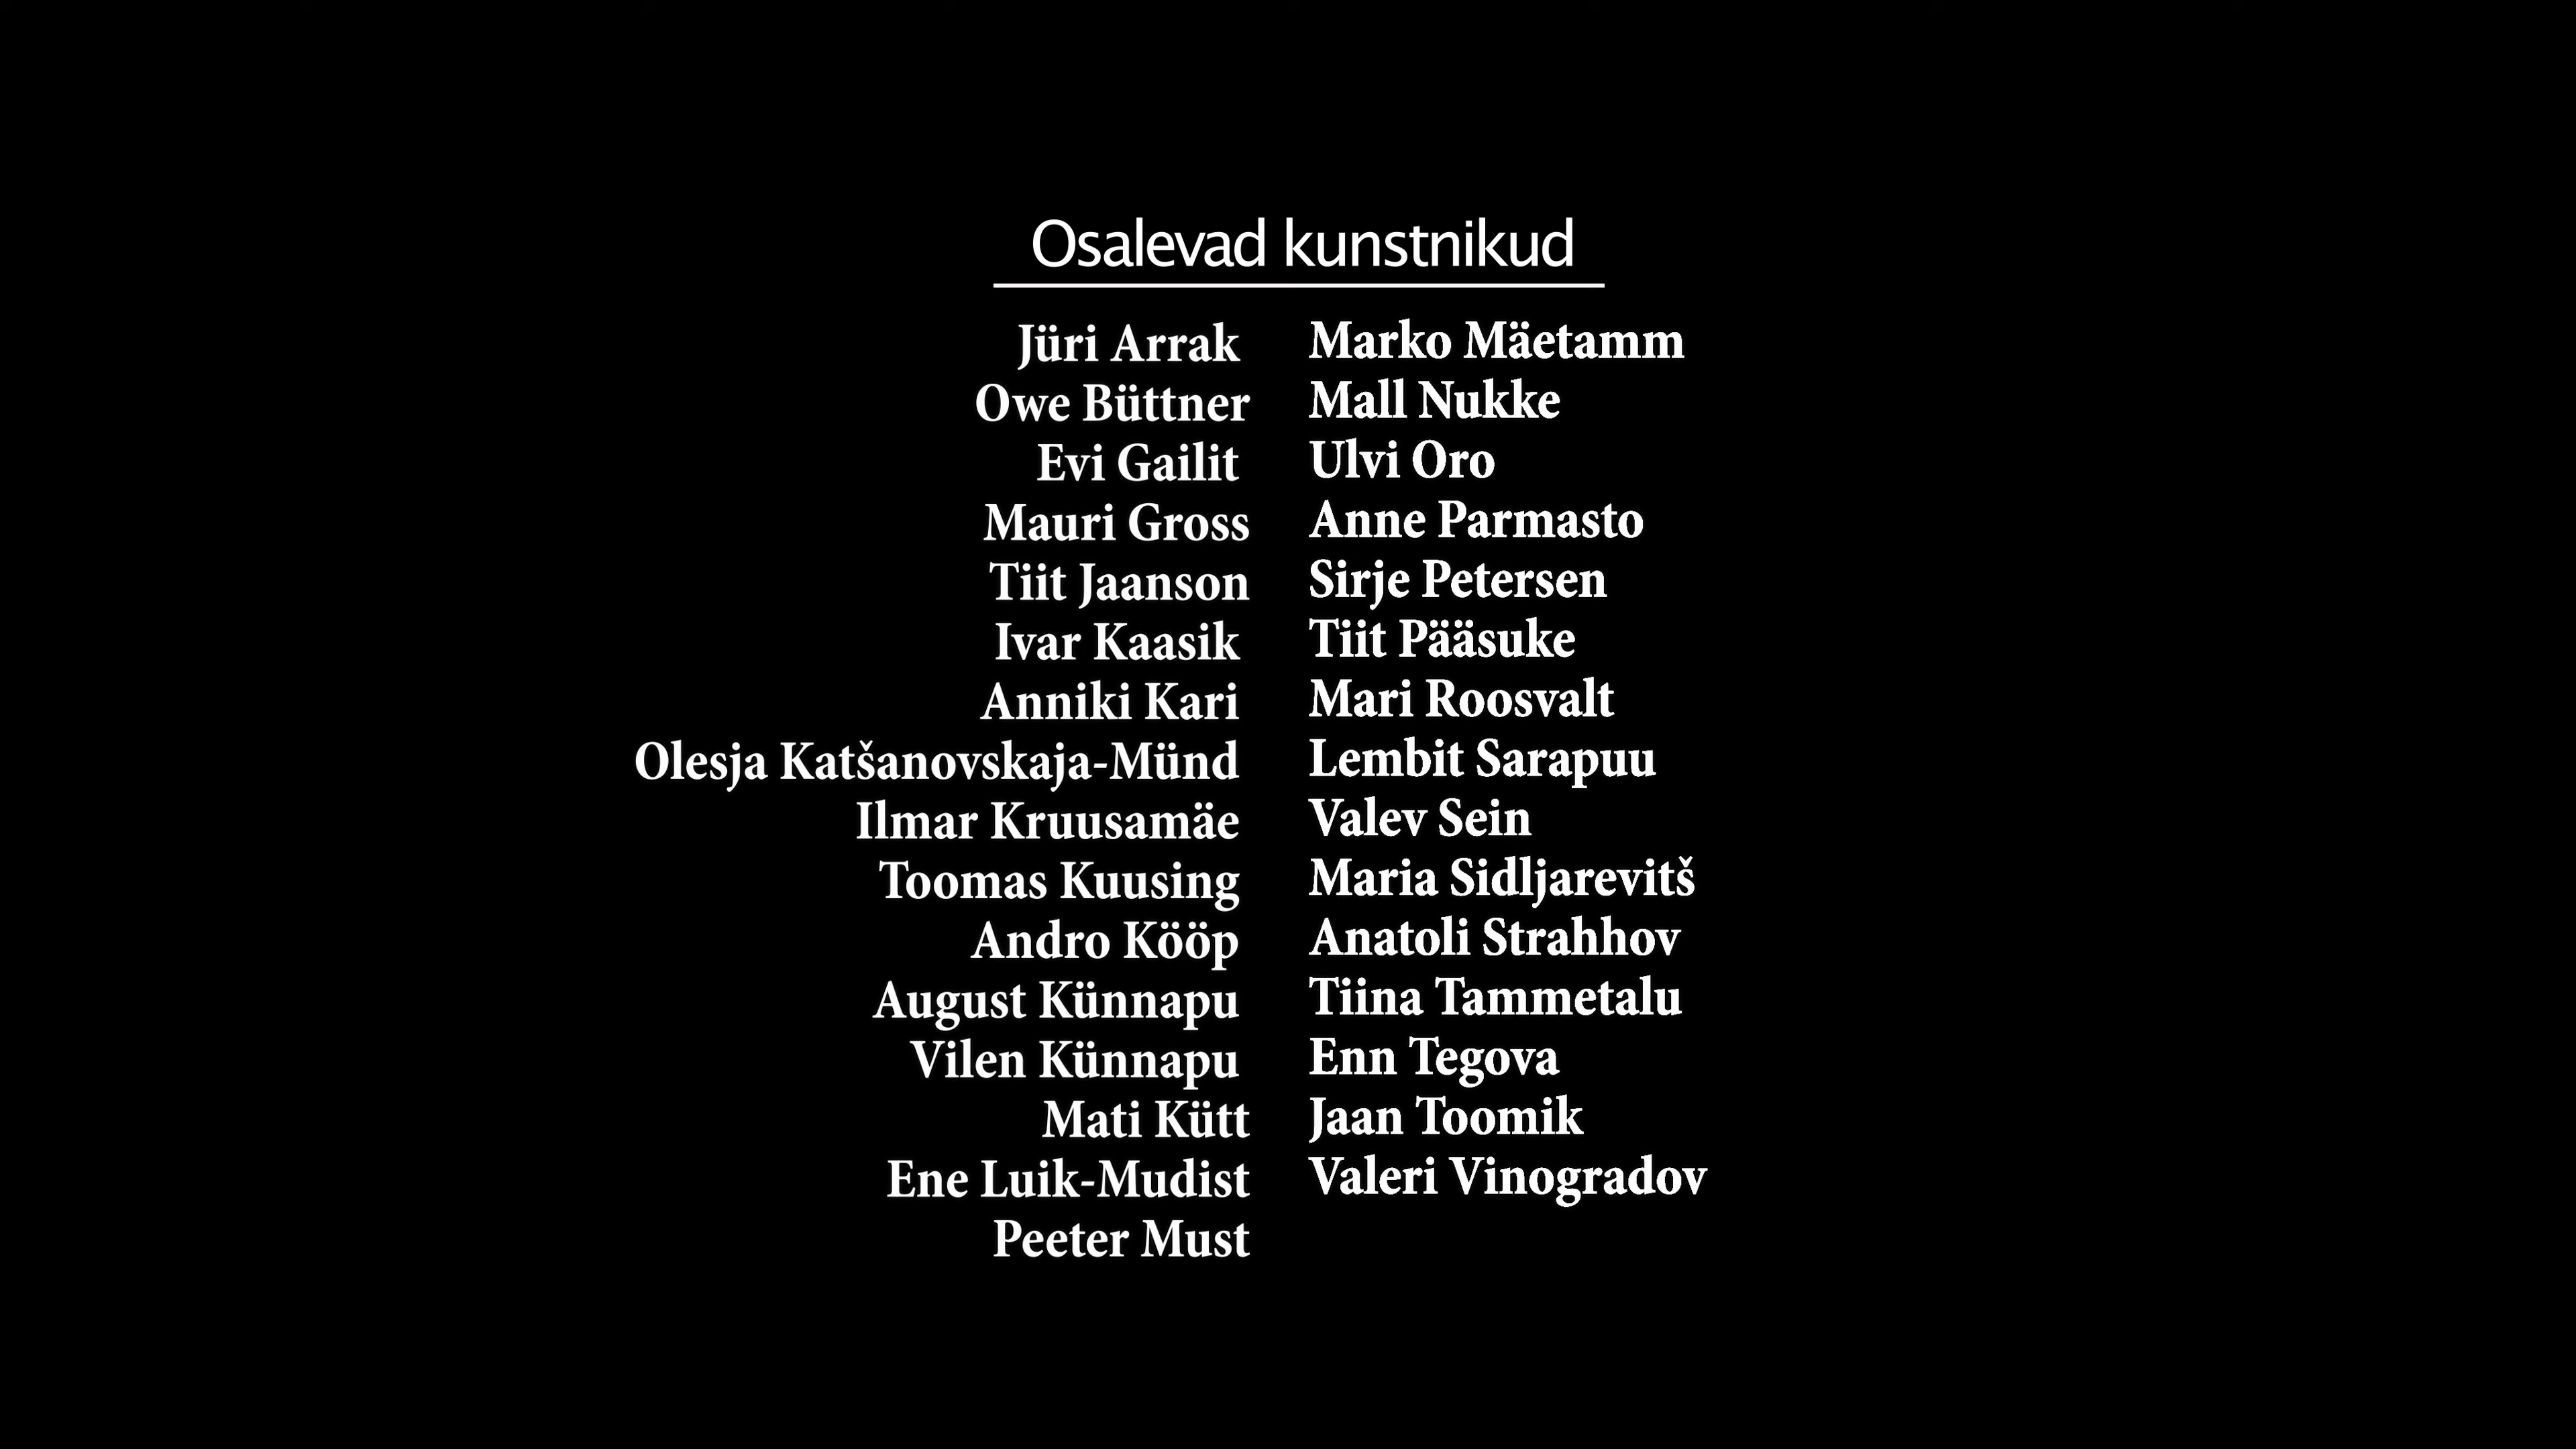 Osalevad kunstnikud
Jüri Arrak
Owe Büttner
Evi Gailit
Mauri Gross
Tiit Jaanson
Ivar Kaasik
Anniki Kari
Olesja Katšanovskaja-Münd
Ilmar Kruusamäe
Toomas Kuusing
Andro Kööp
August Künnapu
Vilen Künnapu
Mati Kütt
Ene Luik-Mudist
Peeter Must
Marko Mäetamm
Mall Nukke
Ulvi Oro
Anne Parmasto
Sirje Petersen
Tiit Pääsuke
Mari Roosvalt
Lembit Sarapuu
Valev Sein
Maria Sidljarevitš
Anatoli Strahhov
Tiina Tammetalu
Enn Tegova
Jaan Toomik
Valeri Vinogradov